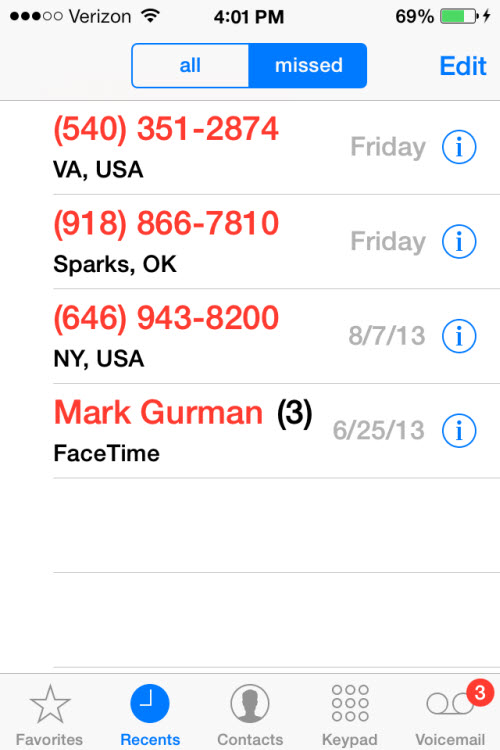 Verizon 4:01 PM 69%
all missed Edit
(540) 351-2874
VA, USA
Friday
(918) 866-7810
Sparks, OK
Friday
(646) 943-8200
NY, USA
8/7/13
Mark Gurman (3)
FaceTime
6/25/13
3
Favorites Recents Contacts Keypad Voicemail